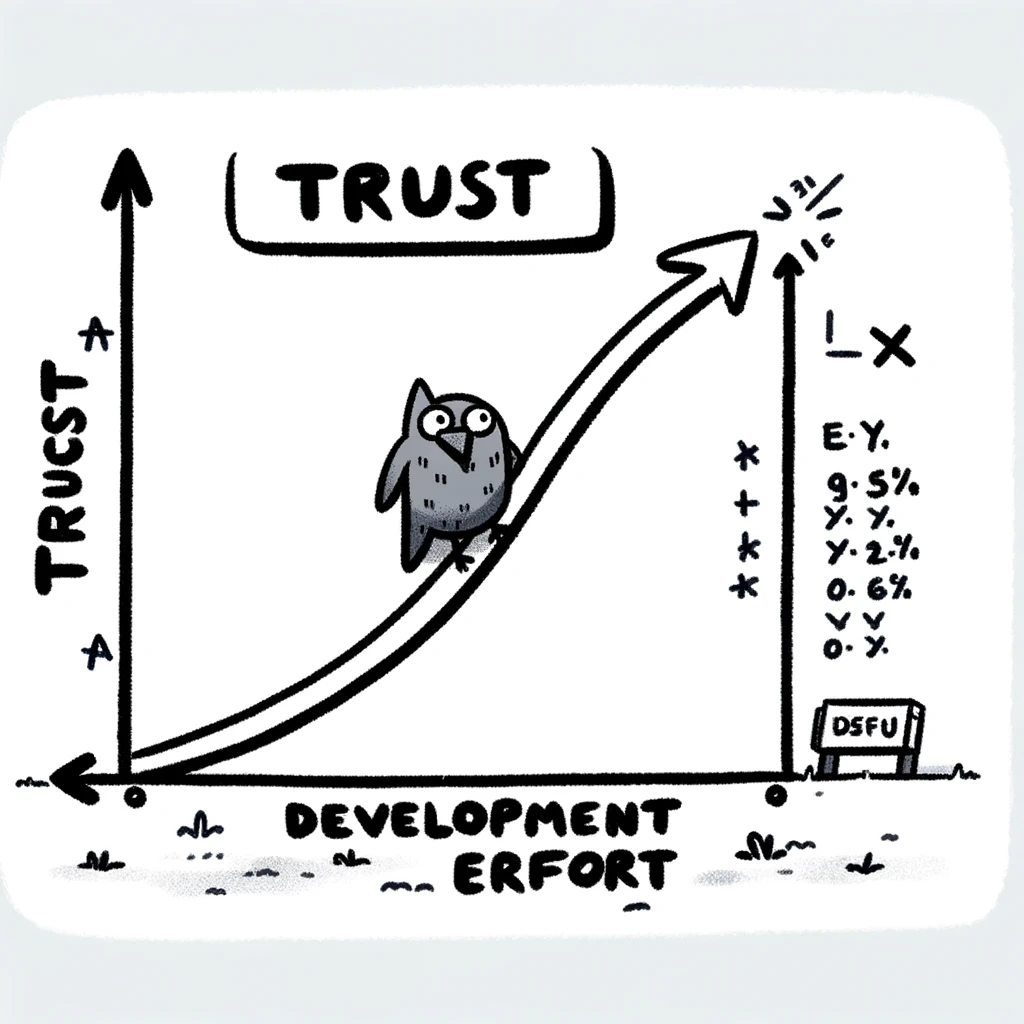 TRUST
TRUCST
L X
E. Y.
9. 5%
Y. Y.
Y. 2.%
0. 6%
V V
0. Y.
DSFU
DEVELOPMENT
ERFORT